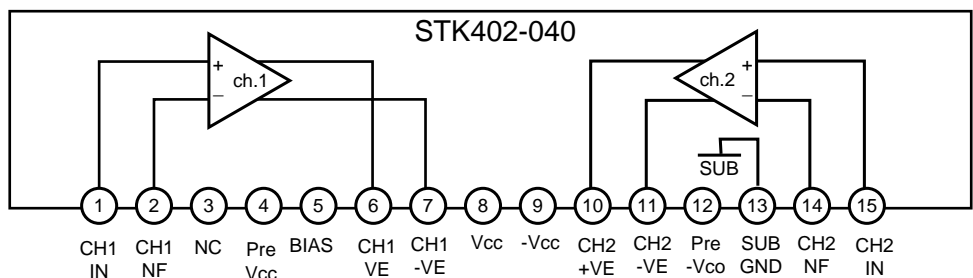 STK402-040
+
ch.1
−
+
ch.2
−
SUB
1 2 3 4 5 6 7 8 9 10 11 12 13 14 15
CH1 IN
CH1 NF
NC
Pre Vcc
BIAS
CH1 VE
CH1 -VE
Vcc
-Vcc
CH2 +VE
CH2 -VE
Pre -Vco
SUB GND
CH2 NF
CH2 IN